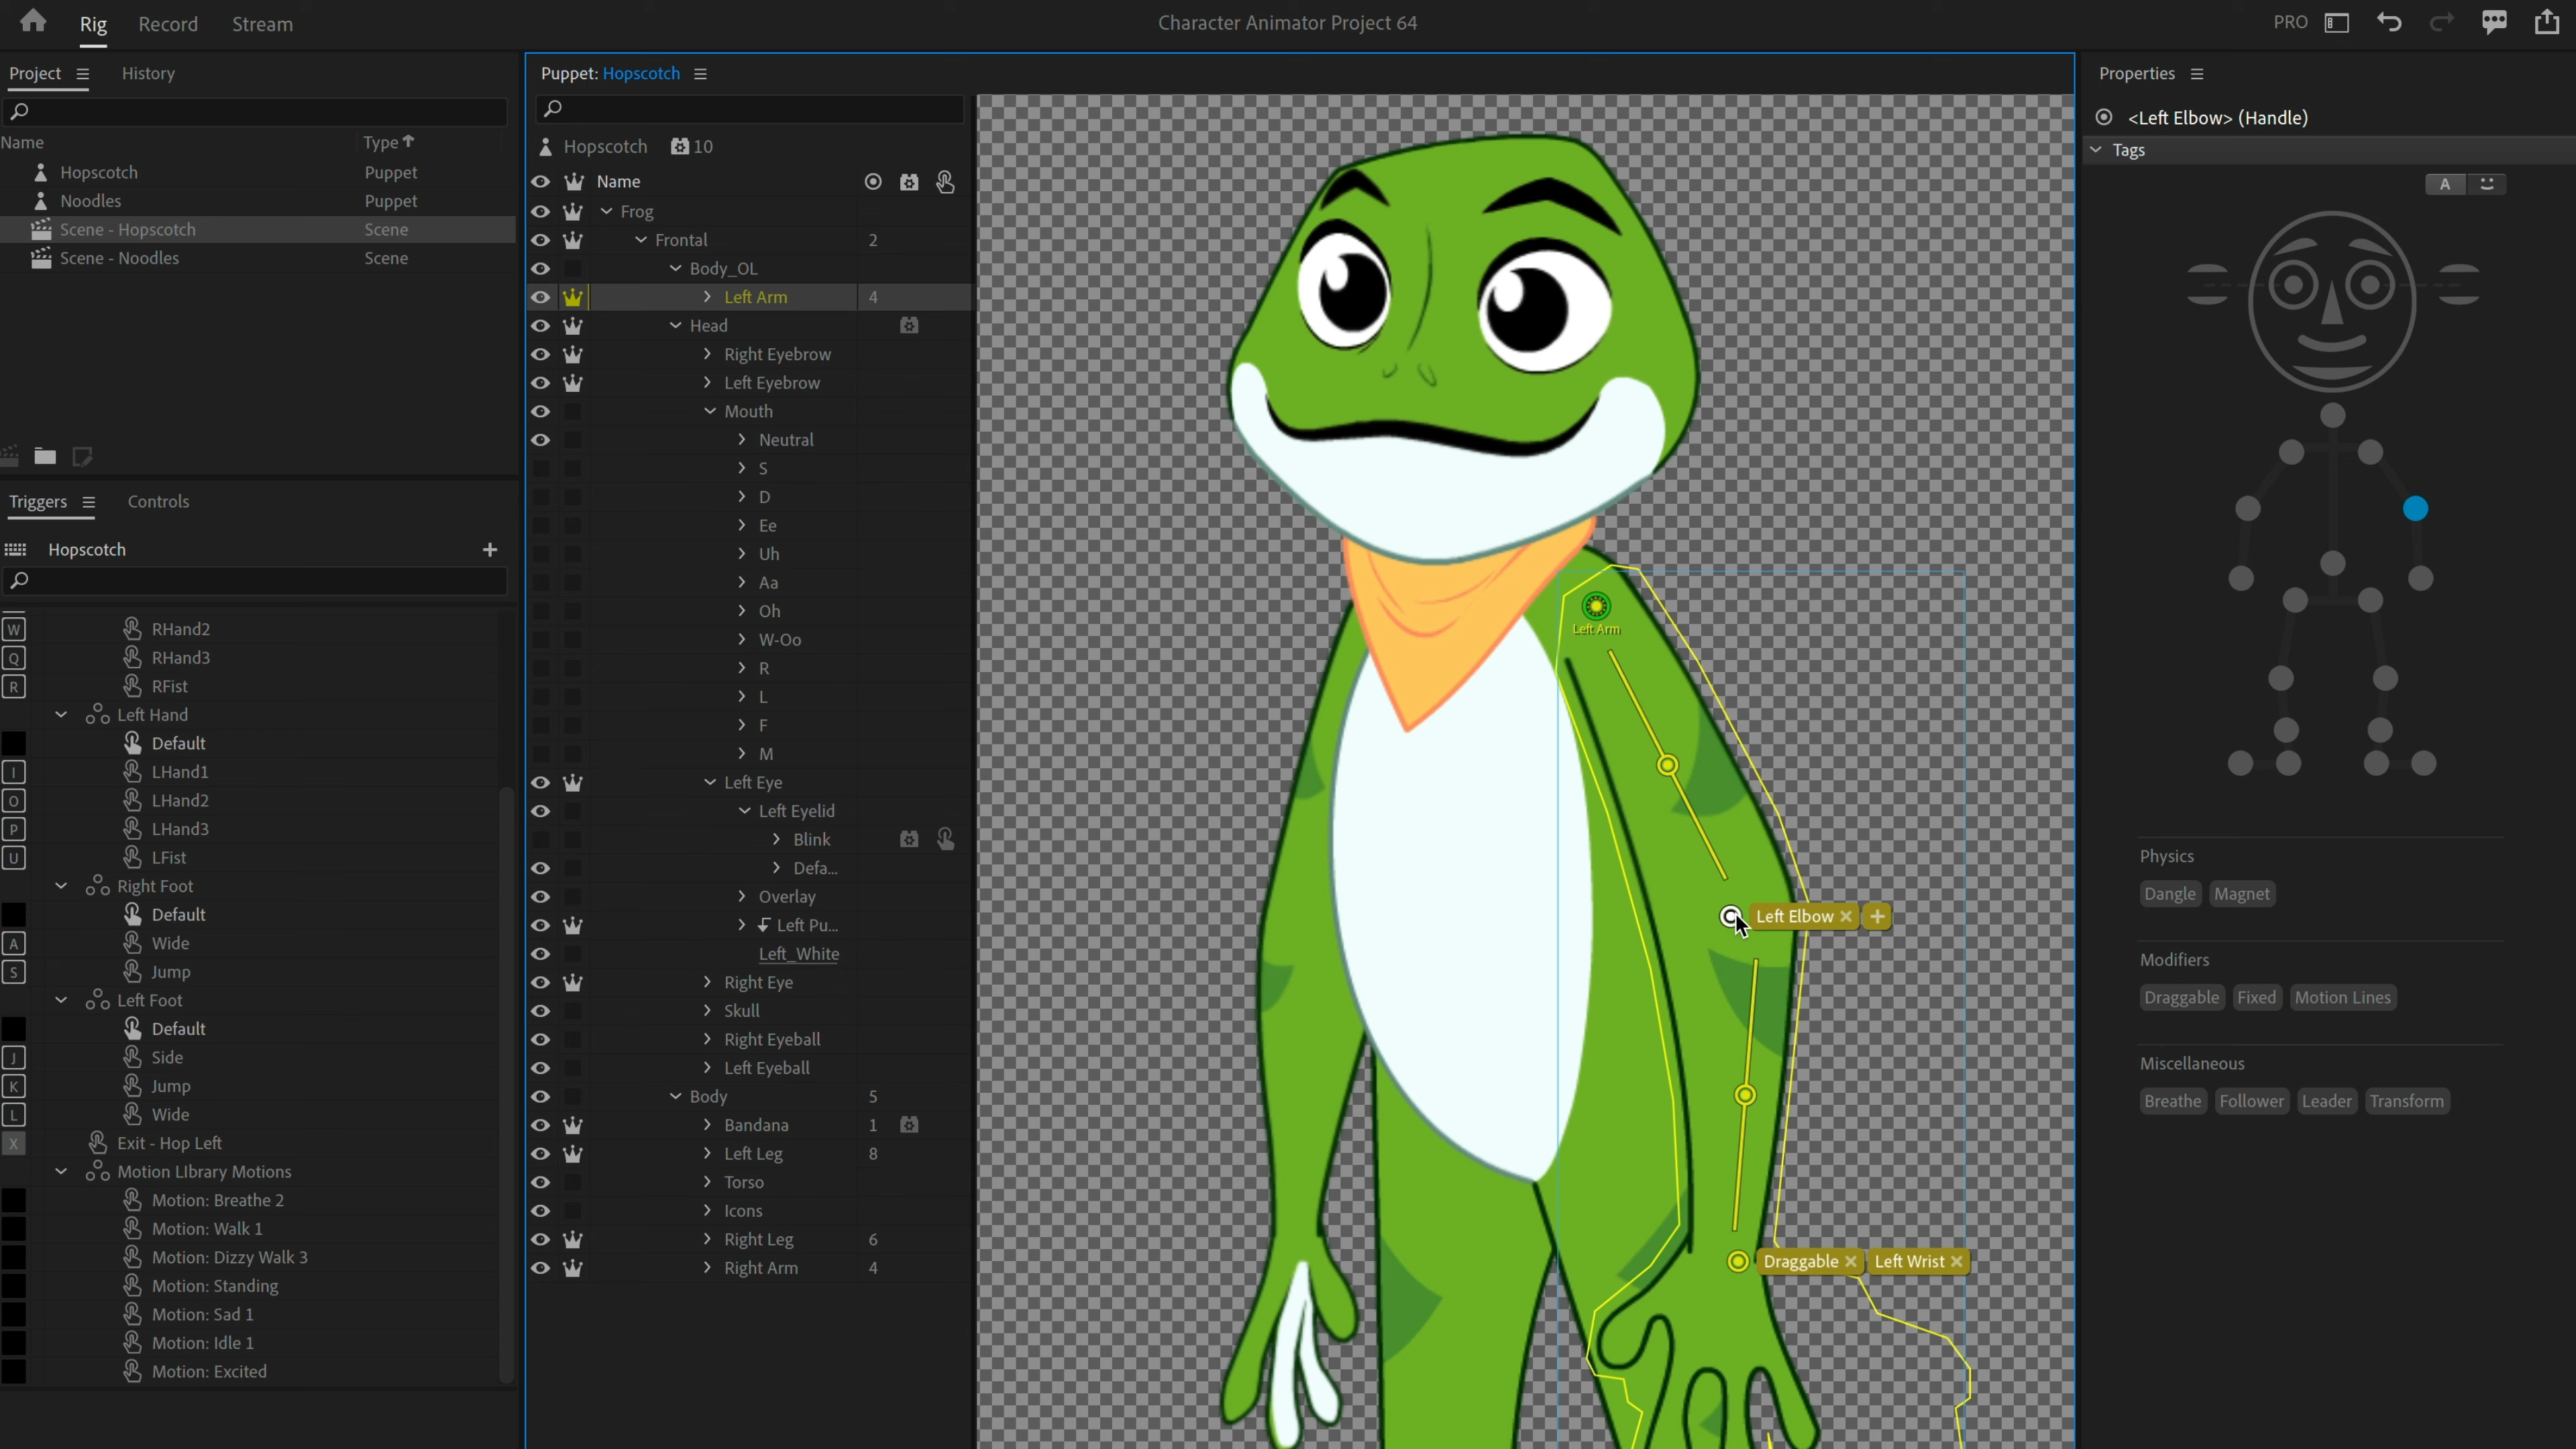 Rig Record Stream Character Animator Project 64 PRO
Project History
Name Type
Hopscotch Puppet
Noodles Puppet
Scene - Hopscotch Scene
Scene - Noodles Scene
Triggers Controls
Hopscotch
W RHand2
Q RHand3
R RFist
Left Hand
Default
I LHand1
O LHand2
P LHand3
U LFist
Right Foot
Default
A Wide
S Jump
Left Foot
Default
J Side
K Jump
L Wide
X Exit - Hop Left
Motion LIbrary Motions
Motion: Breathe 2
Motion: Walk 1
Motion: Dizzy Walk 3
Motion: Standing
Motion: Sad 1
Motion: Idle 1
Motion: Excited
Puppet: Hopscotch
Hopscotch 10
Name
Frog
Frontal 2
Body_OL
Left Arm 4
Head
Right Eyebrow
Left Eyebrow
Mouth
Neutral
S
D
Ee
Uh
Aa
Oh
W-Oo
R
L
F
M
Left Eye
Left Eyelid
Blink
Defa...
Overlay
Left Pu...
Left_White
Right Eye
Skull
Right Eyeball
Left Eyeball
Body 5
Bandana 1
Left Leg 8
Torso
Icons
Right Leg 6
Right Arm 4
Left Arm
Left Elbow
Draggable Left Wrist
Properties
<Left Elbow> (Handle)
Tags
A
Physics
Dangle Magnet
Modifiers
Draggable Fixed Motion Lines
Miscellaneous
Breathe Follower Leader Transform